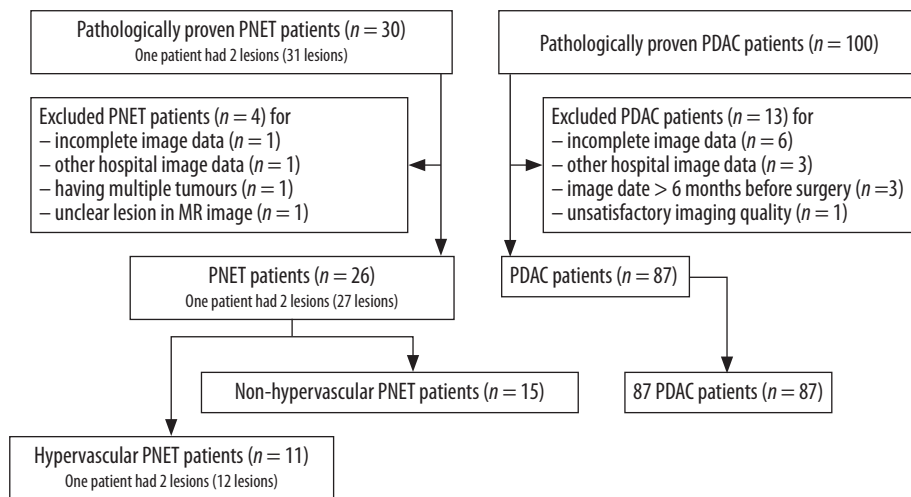 Pathologically proven PNET patients (n = 30)
One patient had 2 lesions (31 lesions)
Pathologically proven PDAC patients (n = 100)
Excluded PNET patients (n = 4) for
– incomplete image data (n = 1)
– other hospital image data (n = 1)
– having multiple tumours (n = 1)
– unclear lesion in MR image (n = 1)
Excluded PDAC patients (n = 13) for
– incomplete image data (n = 6)
– other hospital image data (n = 3)
– image date > 6 months before surgery (n =3)
– unsatisfactory imaging quality (n = 1)
PNET patients (n = 26)
One patient had 2 lesions (27 lesions)
PDAC patients (n = 87)
Non-hypervascular PNET patients (n = 15)
87 PDAC patients (n = 87)
Hypervascular PNET patients (n = 11)
One patient had 2 lesions (12 lesions)